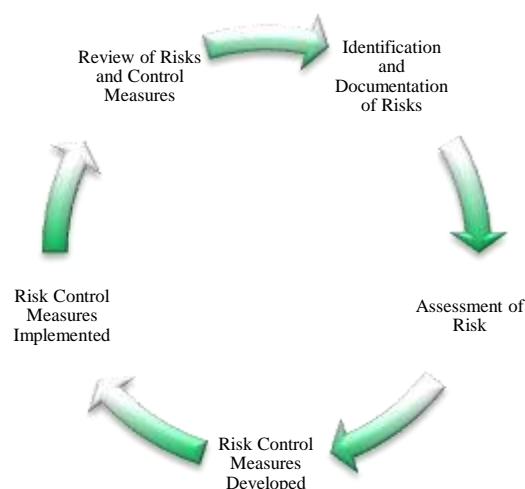 Review of Risks
and Control
Measures
Identification
and
Documentation
of Risks
Assessment of
Risk
Risk Control
Measures
Developed
Risk Control
Measures
Implemented